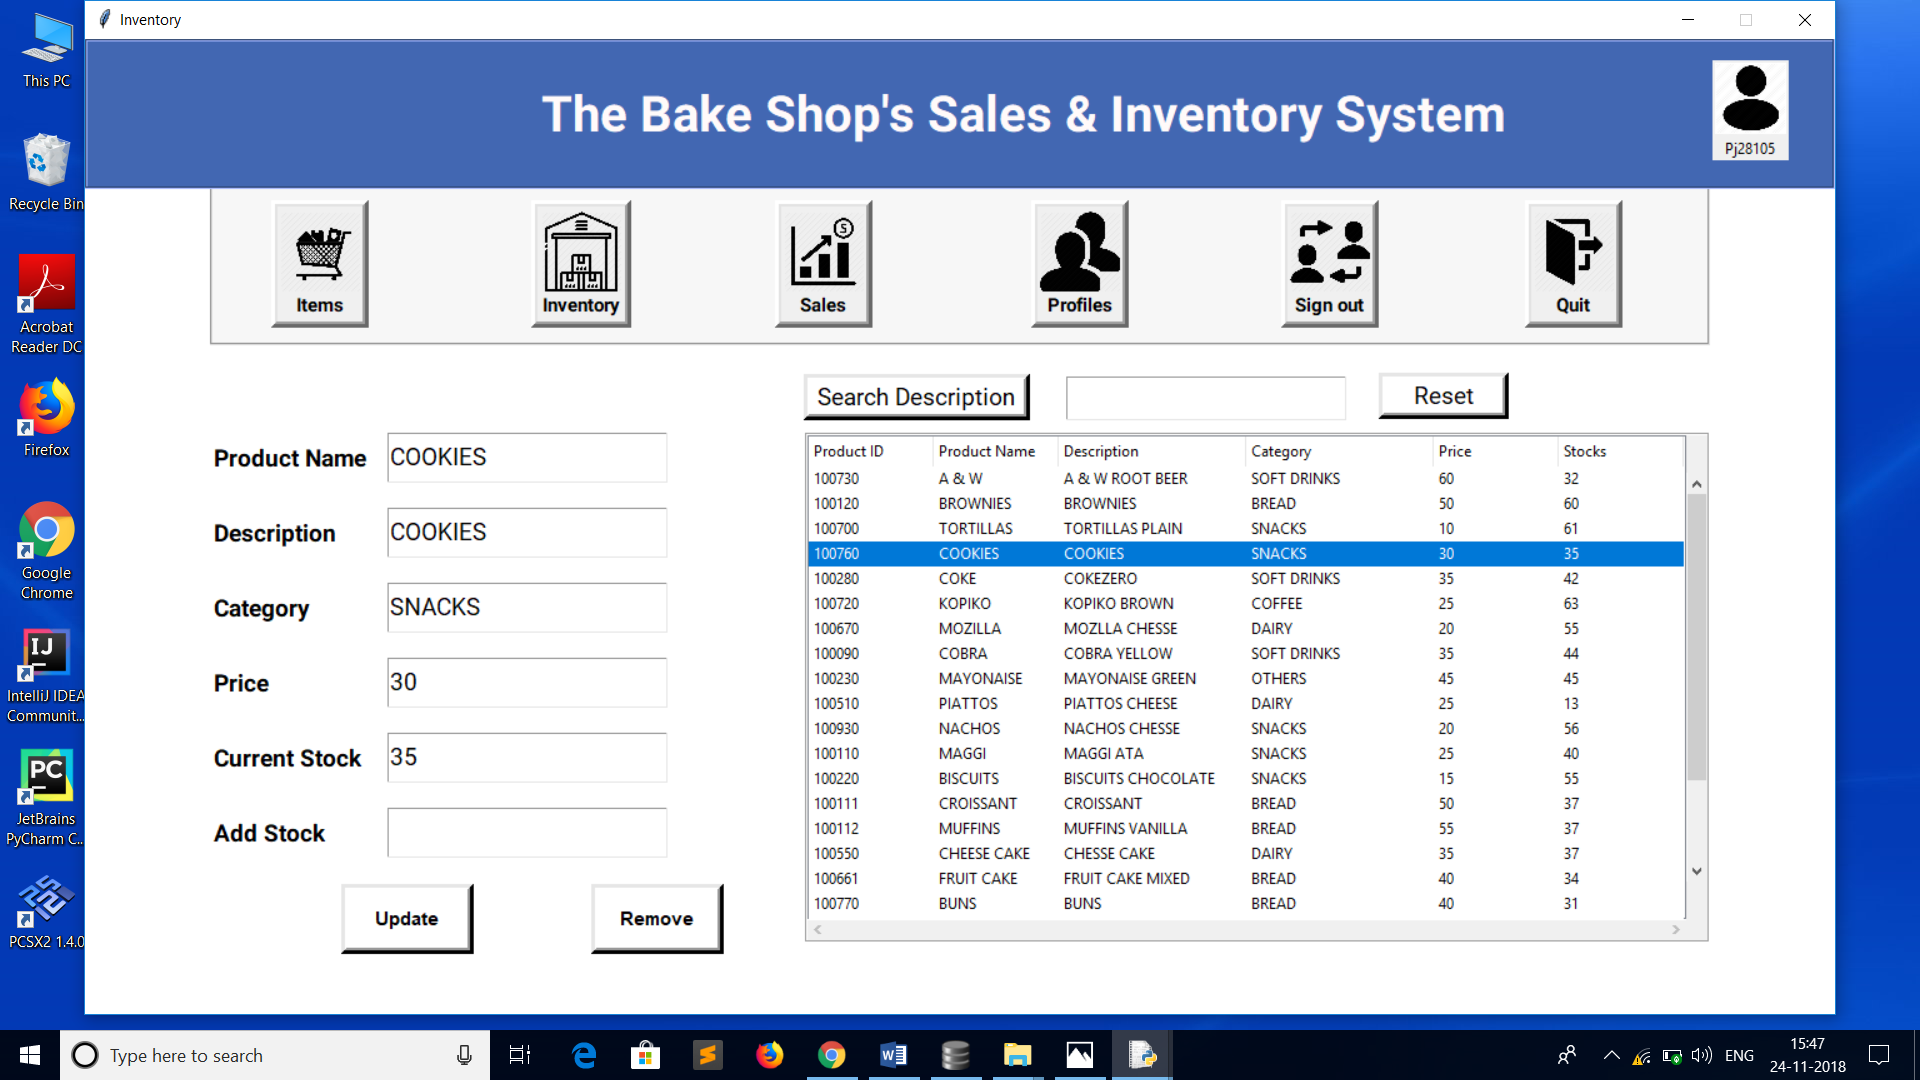 Inventory
The Bake Shop's Sales & Inventory System
Pj28105
Items Inventory Sales Profiles Sign out Quit
Search Description Reset
Product Name COOKIES
Description COOKIES
Category SNACKS
Price 30
Current Stock 35
Add Stock
Update Remove
Product ID Product Name Description Category Price Stocks
100730 A & W A & W ROOT BEER SOFT DRINKS 60 32
100120 BROWNIES BROWNIES BREAD 50 60
100700 TORTILLAS TORTILLAS PLAIN SNACKS 10 61
100760 COOKIES COOKIES SNACKS 30 35
100280 COKE COKEZERO SOFT DRINKS 35 42
100720 KOPIKO KOPIKO BROWN COFFEE 25 63
100670 MOZILLA MOZLLA CHESSE DAIRY 20 55
100090 COBRA COBRA YELLOW SOFT DRINKS 35 44
100230 MAYONAISE MAYONAISE GREEN OTHERS 45 45
100510 PIATTOS PIATTOS CHEESE DAIRY 25 13
100930 NACHOS NACHOS CHESSE SNACKS 20 56
100110 MAGGI MAGGI ATA SNACKS 25 40
100220 BISCUITS BISCUITS CHOCOLATE SNACKS 15 55
100111 CROISSANT CROISSANT BREAD 50 37
100112 MUFFINS MUFFINS VANILLA BREAD 55 37
100550 CHEESE CAKE CHESSE CAKE DAIRY 35 37
100661 FRUIT CAKE FRUIT CAKE MIXED BREAD 40 34
100770 BUNS BUNS BREAD 40 31
This PC
Recycle Bin
Acrobat
Reader DC
Firefox
Google
Chrome
IJ
IntelliJ IDEA
Communit...
PC
JetBrains
PyCharm C...
PCSX2 1.4.0
Type here to search
ENG
15:47
24-11-2018